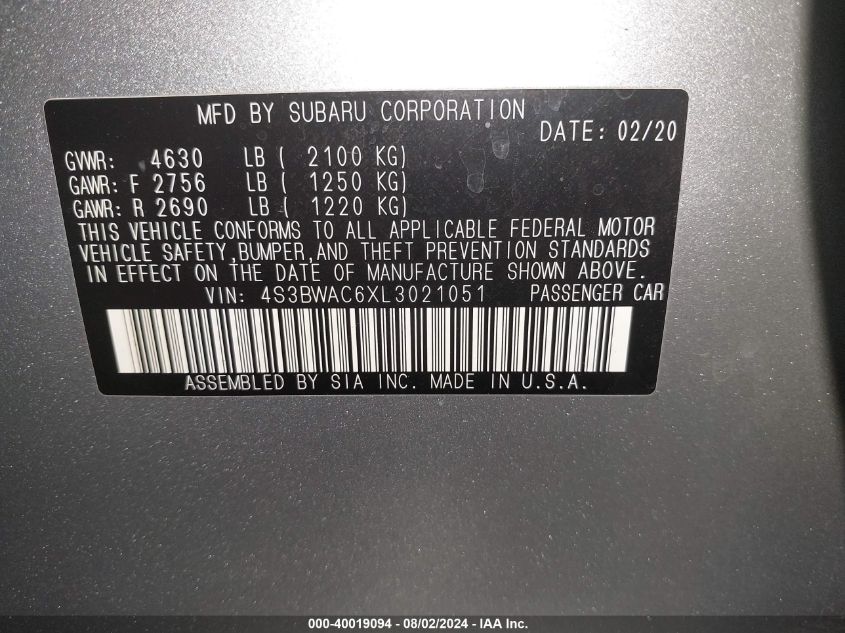 MFD BY SUBARU CORPORATION
DATE: 02/20
GVWR: 4630 LB ( 2100 KG)
GAWR: F 2756 LB ( 1250 KG)
GAWR: R 2690 LB ( 1220 KG)
THIS VEHICLE CONFORMS TO ALL APPLICABLE FEDERAL MOTOR
VEHICLE SAFETY,BUMPER,AND THEFT PREVENTION STANDARDS
IN EFFECT ON THE DATE OF MANUFACTURE SHOWN ABOVE.
VIN: 4S3BWAC6XL3021051 PASSENGER CAR
ASSEMBLED BY SIA INC. MADE IN U.S.A.
000-40019094 - 08/02/2024 - IAA Inc.